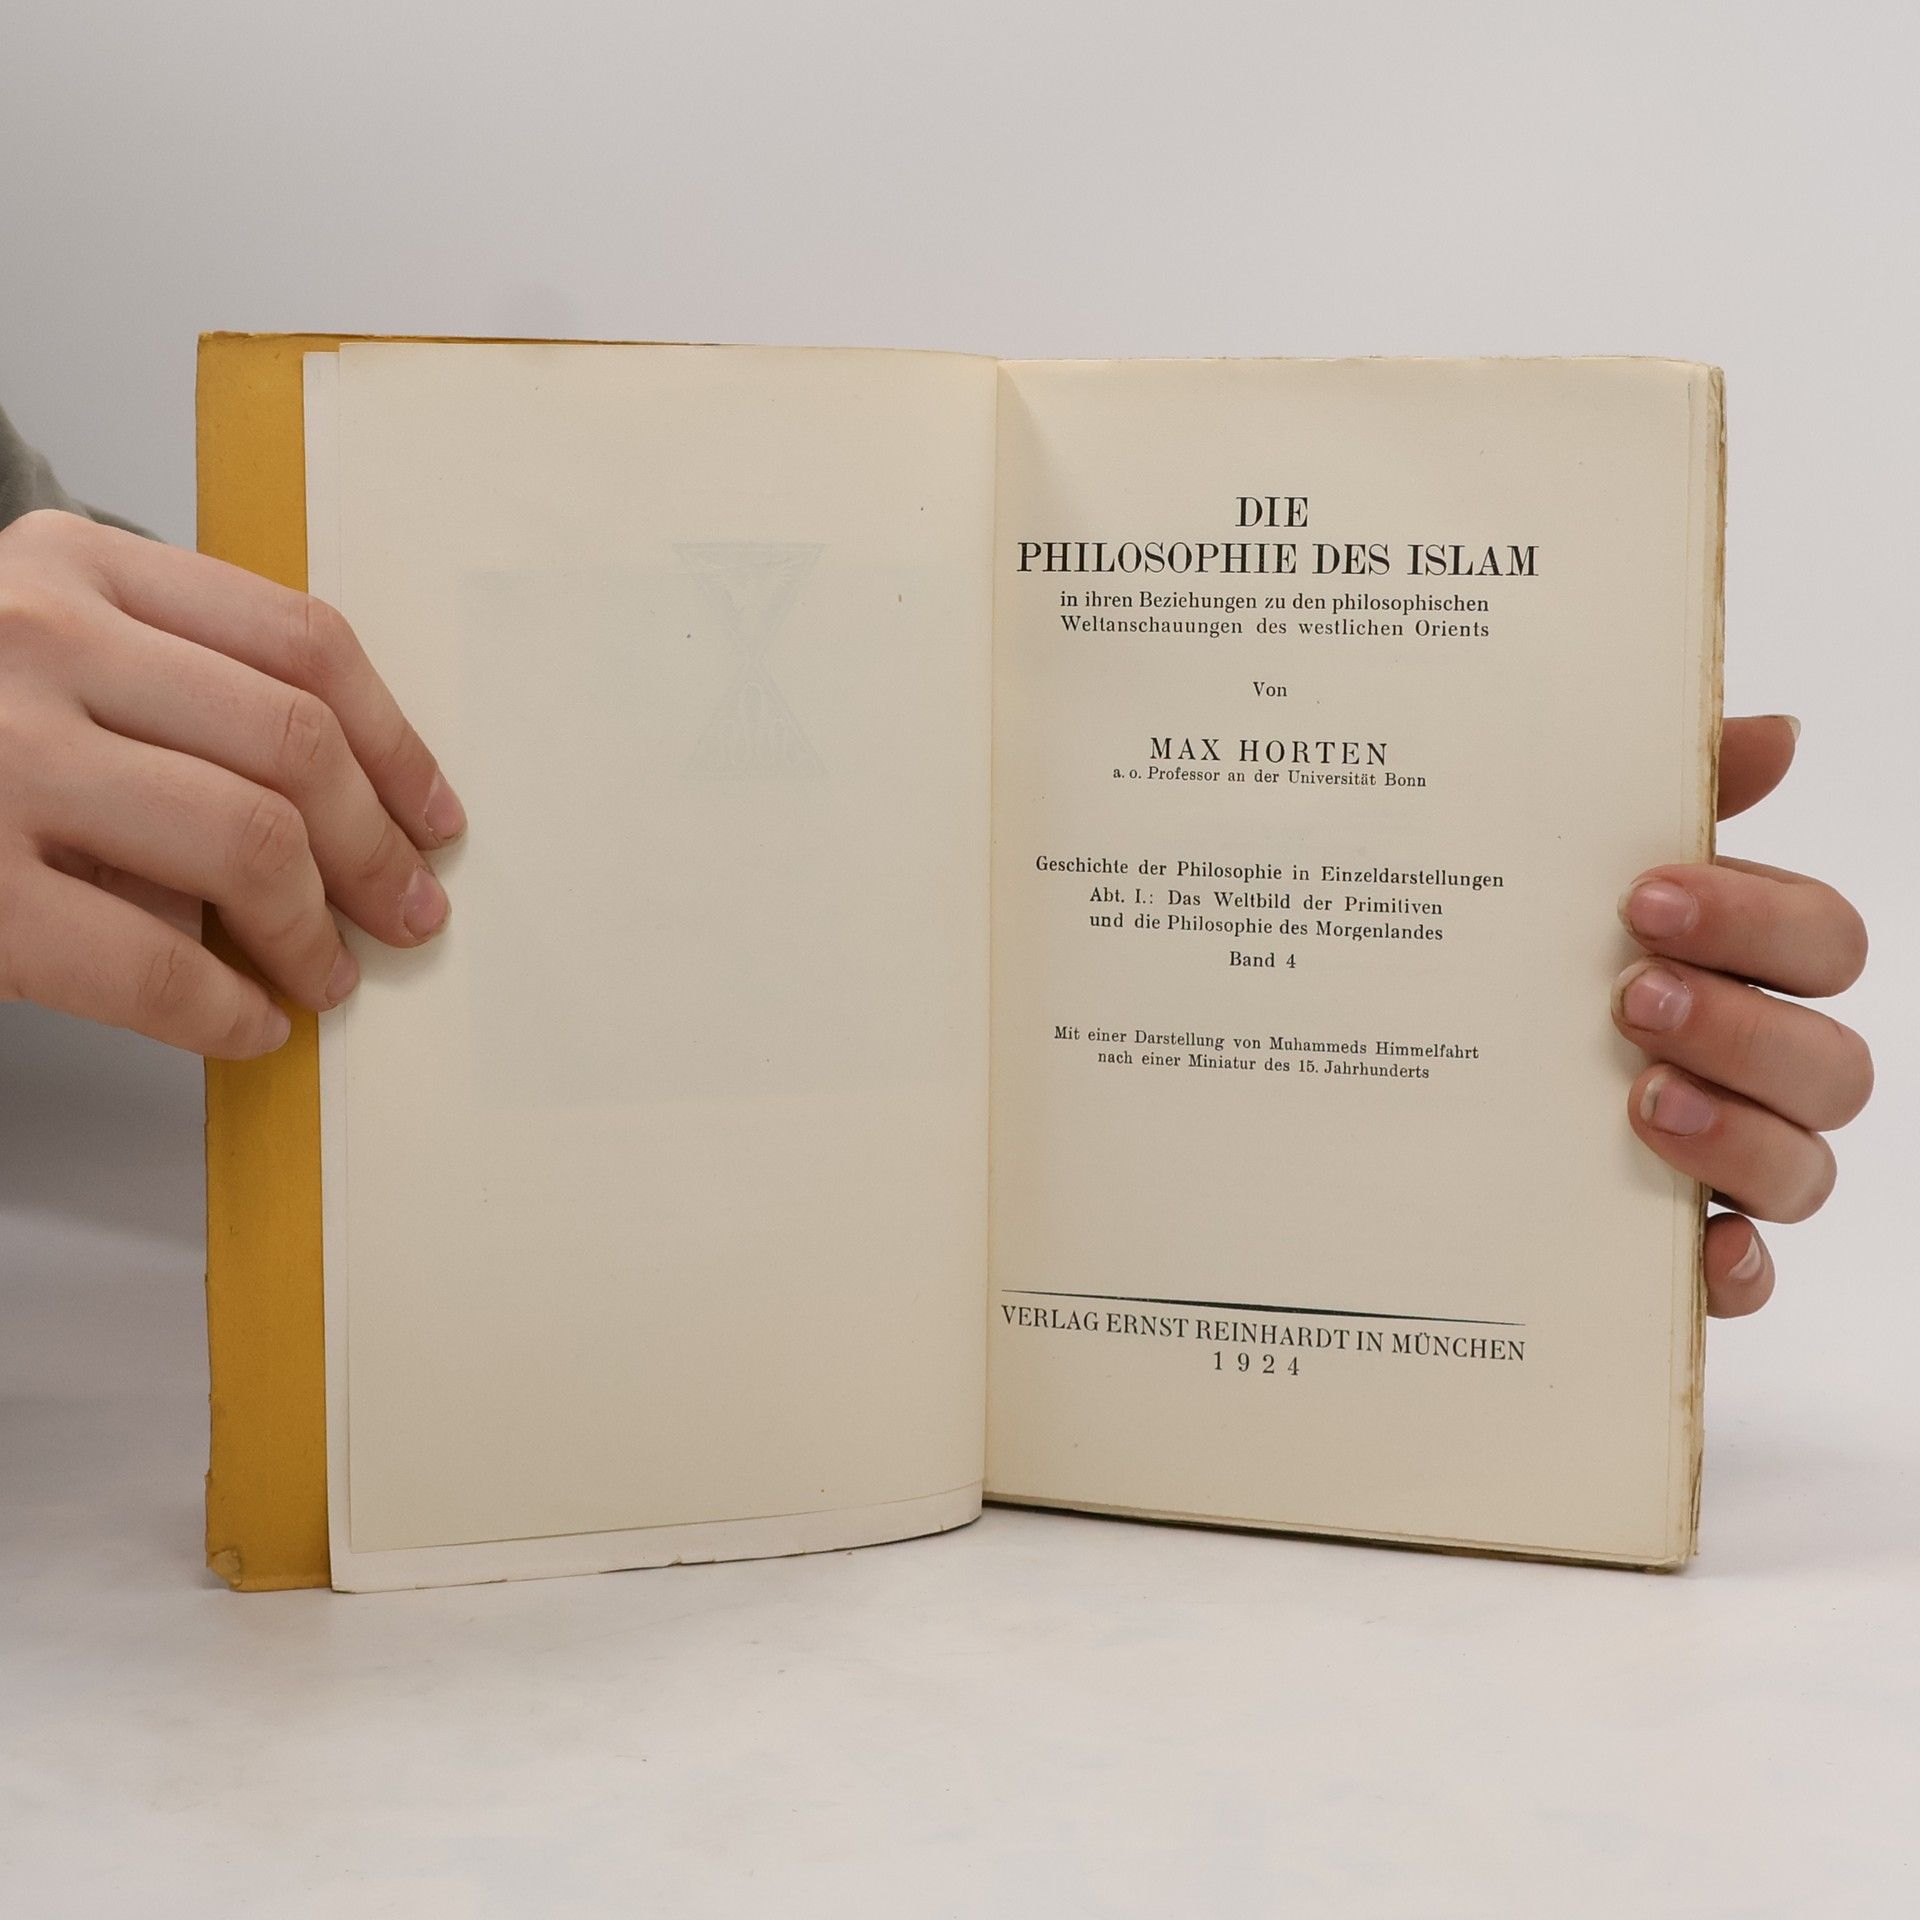 DIE
PHILOSOPHIE DES ISLAM
in ihren Beziehungen zu den philosophischen
Weltanschauungen des westlichen Orients
Von
MAX HORTEN
a. o. Professor an der Universität Bonn
Geschichte der Philosophie in Einzeldarstellungen
Abt. I.: Das Weltbild der Primitiven
und die Philosophie des Morgenlandes
Band 4
Mit einer Darstellung von Muhammeds Himmelfahrt
nach einer Miniatur des 15. Jahrhunderts
VERLAG ERNST REINHARDT IN MÜNCHEN
1924